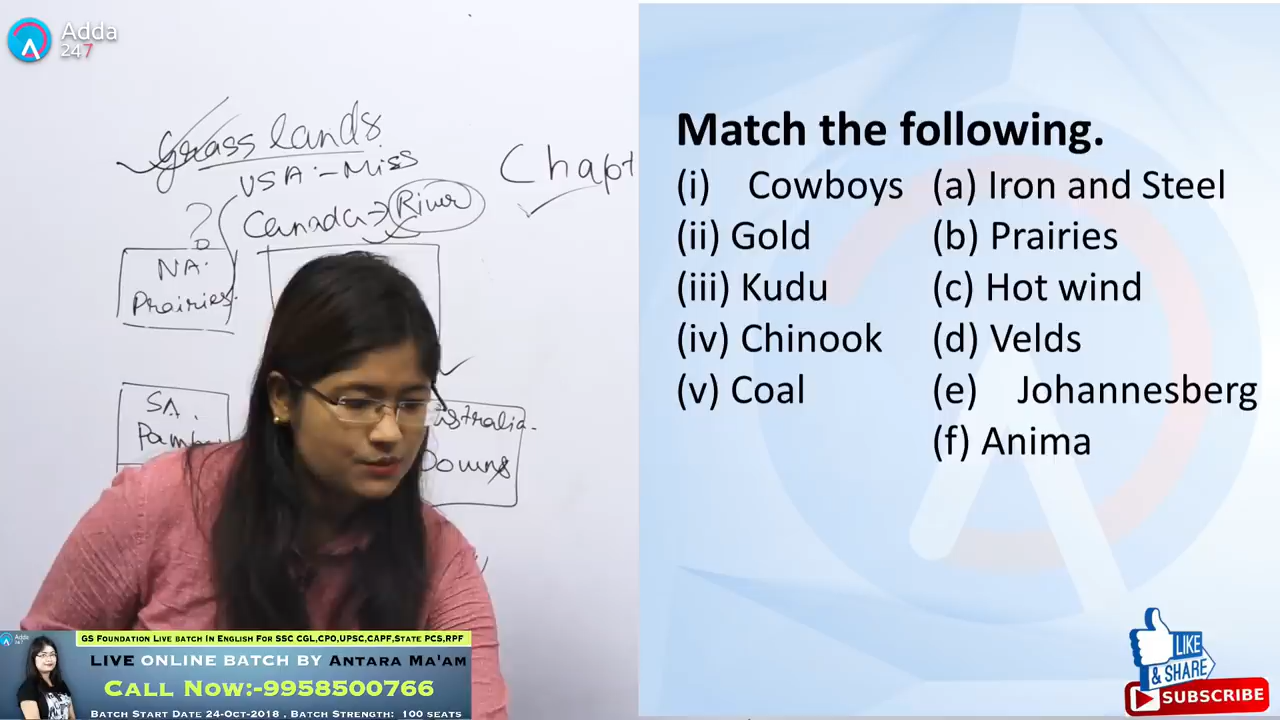 Adda
247
Grasslands
USA:-Miss
Canada→River
Chapt
?
NA.
Prairies.
SA.
Pampa
stralia.
Downs
Match the following.
(i) Cowboys (a) Iron and Steel
(ii) Gold (b) Prairies
(iii) Kudu (c) Hot wind
(iv) Chinook (d) Velds
(v) Coal (e) Johannesberg
(f) Anima
GS Foundation Live batch In English For SSC CGL,CPO,UPSC,CAPF,State PCS,RPF
LIVE ONLINE BATCH BY Antara Ma'am
Call Now:-9958500766
Batch Start Date 24-Oct-2018 , Batch Strength: 100 seats
LIKE
& SHARE
SUBSCRIBE